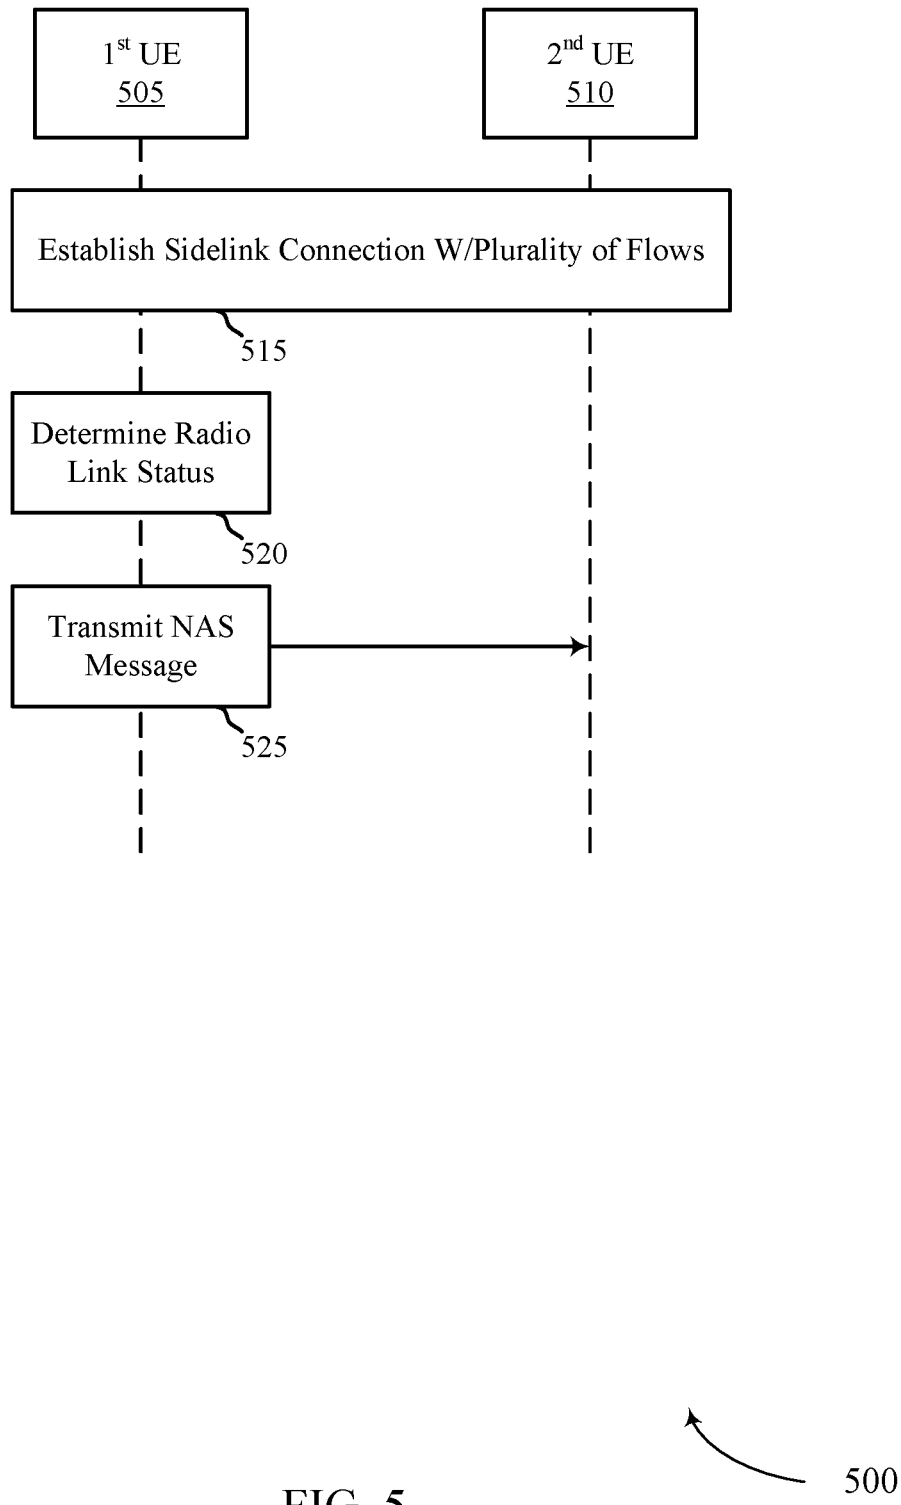 1st UE
505
2nd UE
510
Establish Sidelink Connection W/Plurality of Flows
515
Determine Radio
Link Status
520
Transmit NAS
Message
525
500
FIG. 5